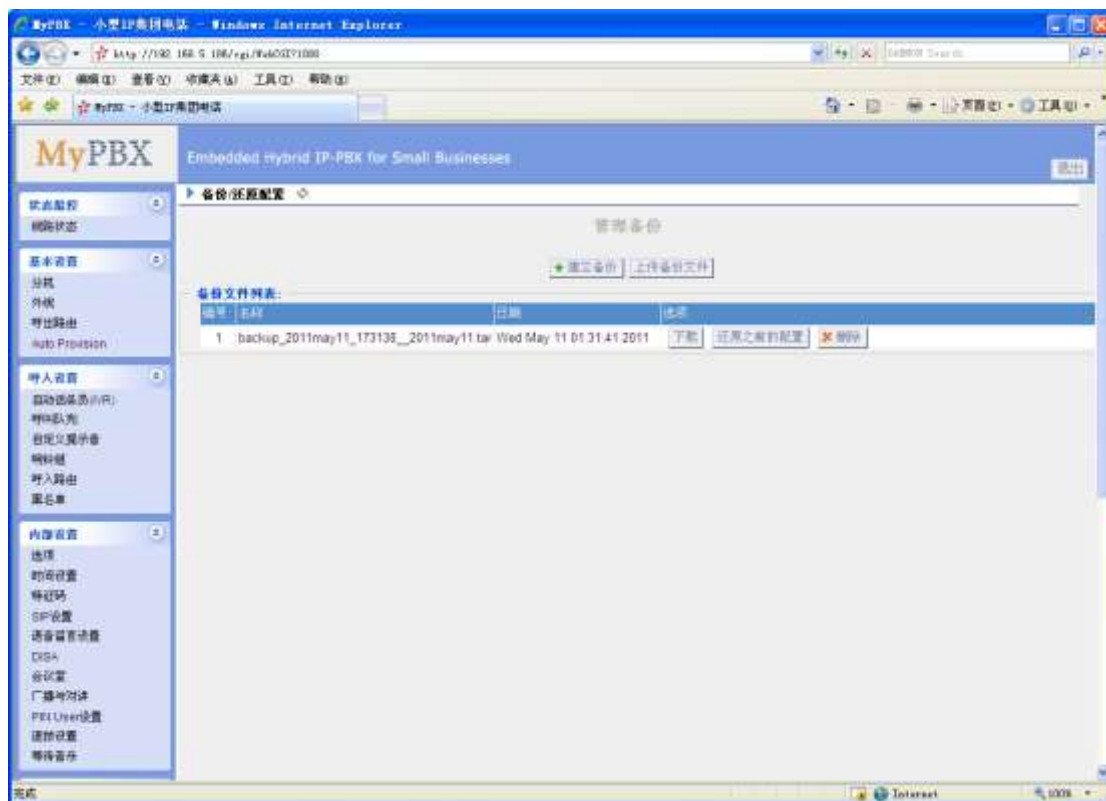 MyPBX - 小型IP集团电话 - Windows Internet Explorer
文件(F) 编辑(E) 查看(V) 收藏夹(A) 工具(T) 帮助(H)
MyPBX - 小型IP集团电话 页面(P) 工具(O)
MyPBX
Embedded Hybrid IP-PBX for Small Businesses
退出
状态监控
线路状态
基本设置
分机
外线
呼出路由
Auto Provision
呼入设置
自动话务员(IVR)
呼叫队列
自定义提示音
响铃组
呼入路由
黑名单
内部设置
选项
时间设置
特征码
SIP设置
语音留言设置
DISA
会议室
广播与对讲
PIN User设置
速拨设置
等待音乐
备份/还原配置
管理备份
建立备份 上传备份文件
备份文件列表:
编号 名称 日期 选项
1 backup_2011may11_173136__2011may11.tar Wed May 11 01:31:41 2011 下载 还原之前的配置 删除
完成 Internet 100%